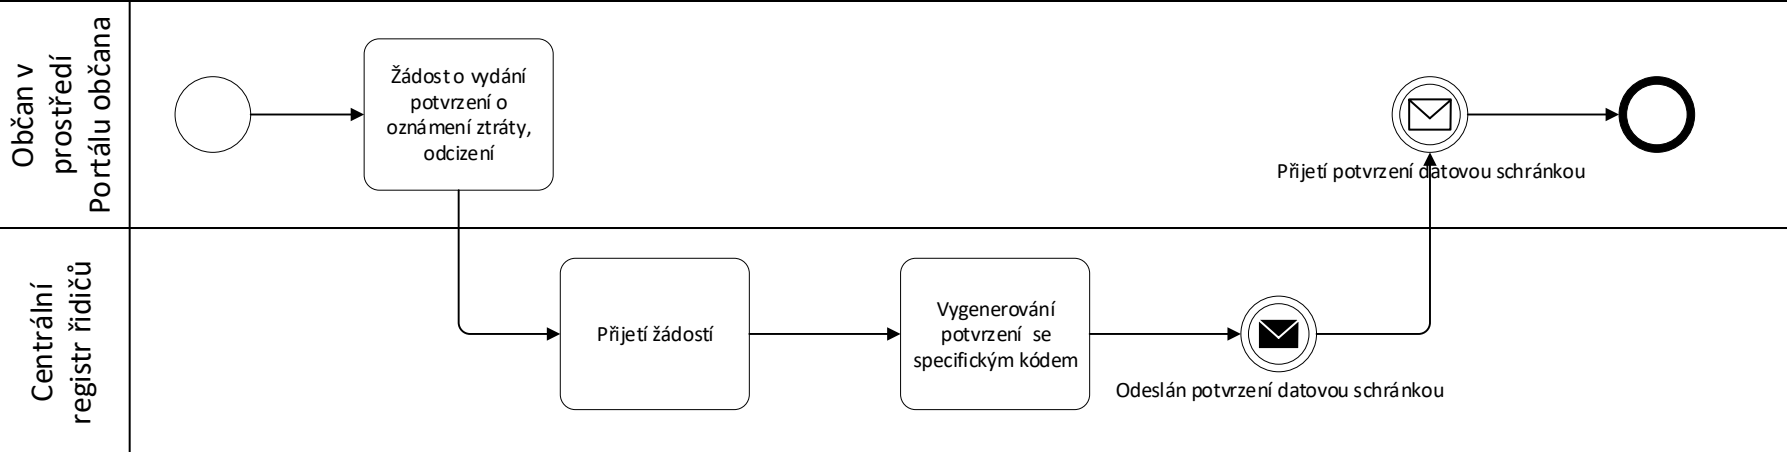 Občan v
prostředí
Portálu občana
Žádost o vydání
potvrzení o
oznámení ztráty,
odcizení
Přijetí potvrzení datovou schránkou
Centrální
registr řidičů
Přijetí žádostí
Vygenerování
potvrzení se
specifickým kódem
Odeslán potvrzení datovou schránkou